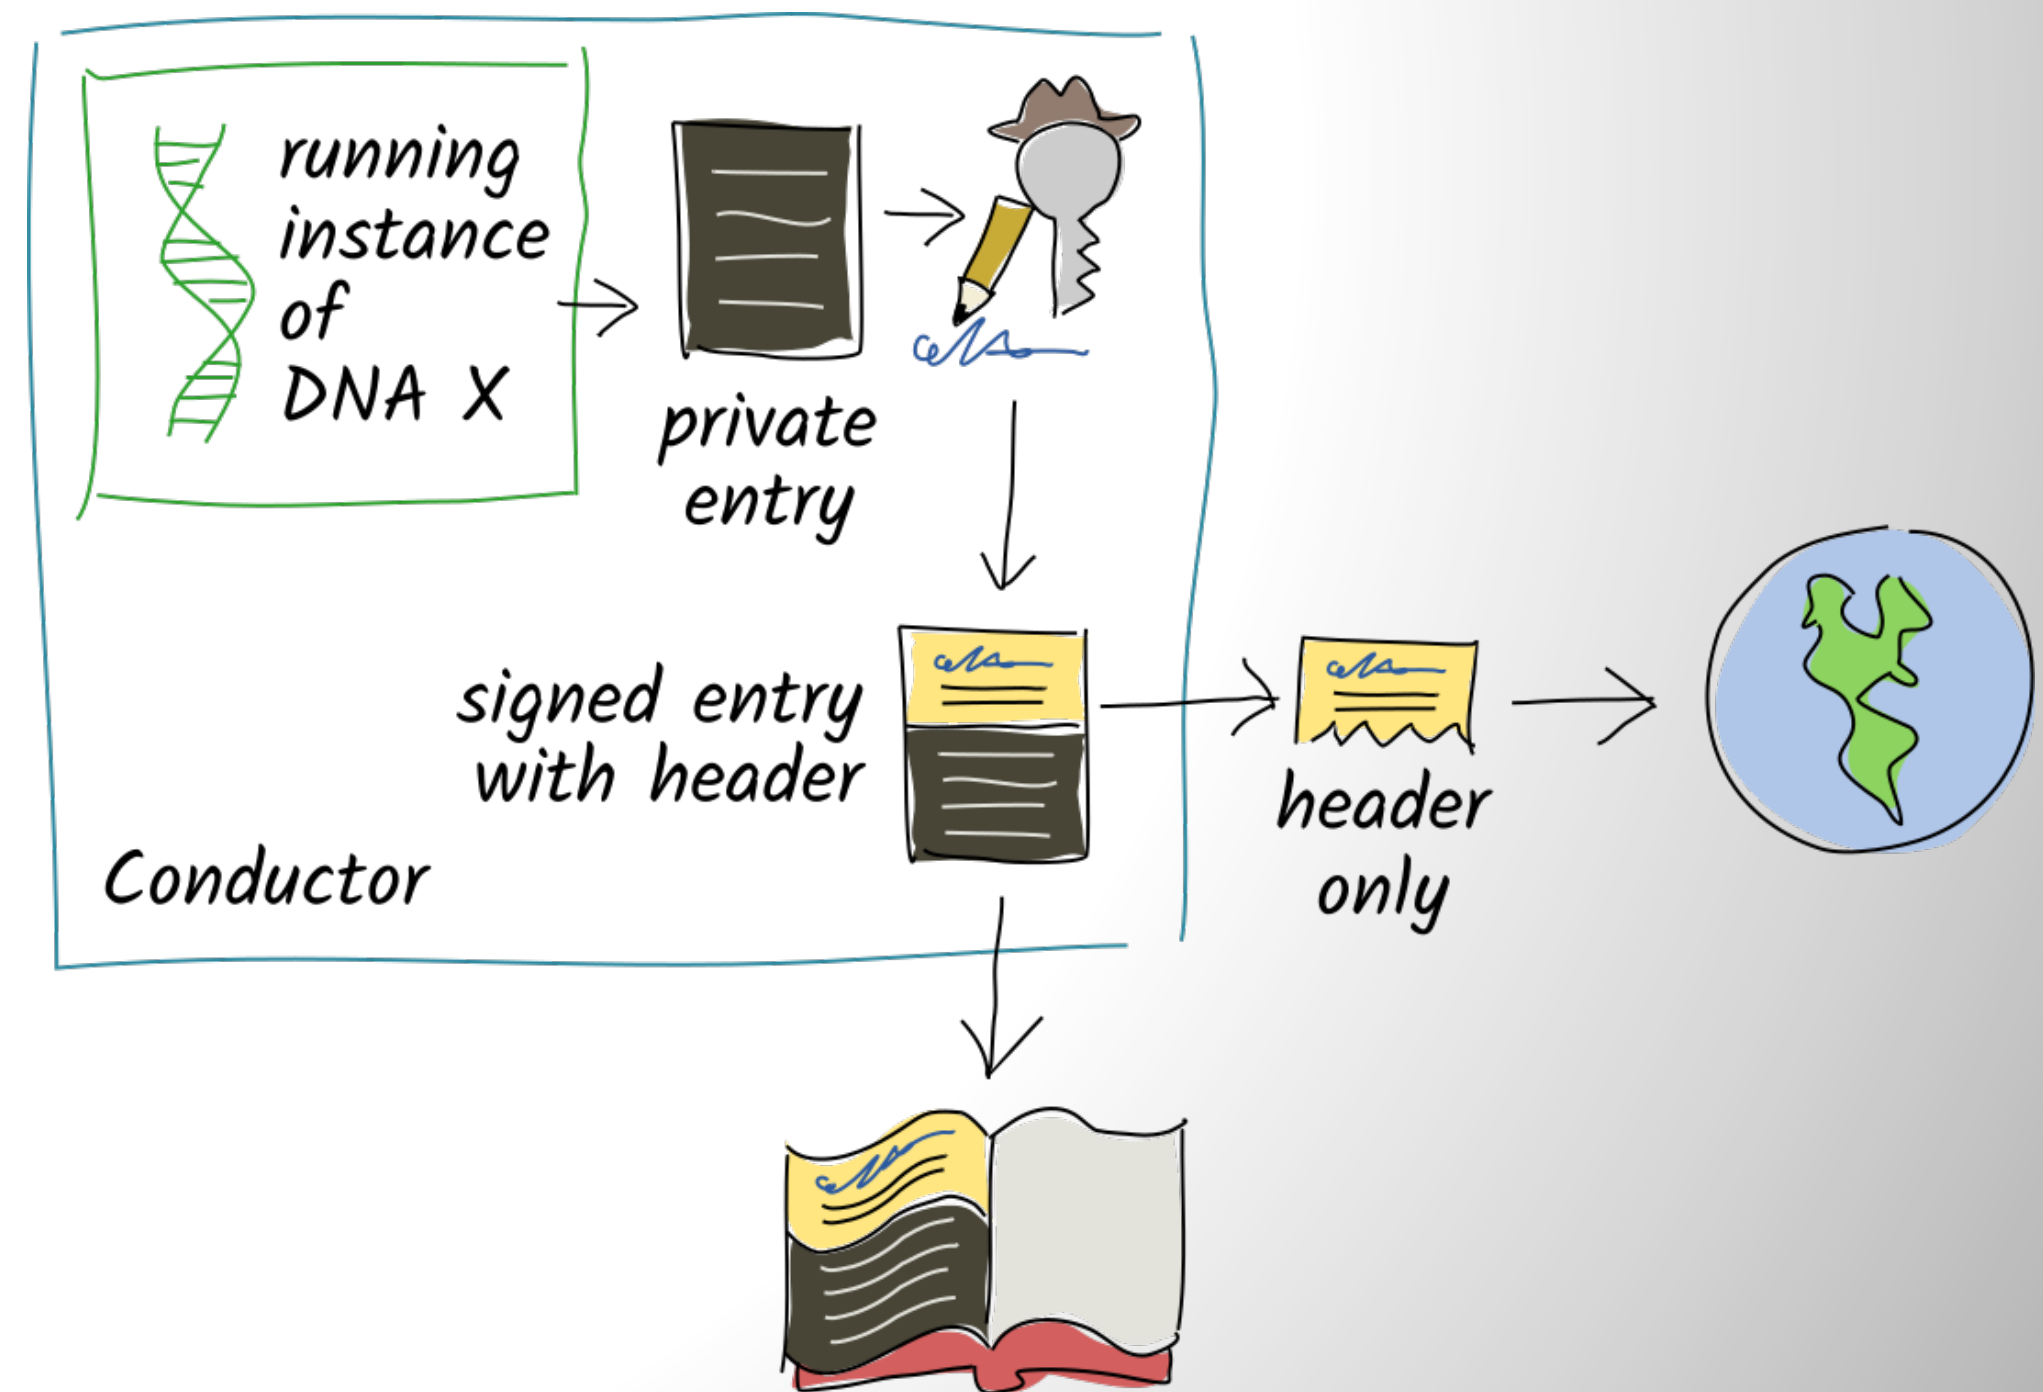 running
instance
of
DNA X
private
entry
signed entry
with header
header
only
Conductor